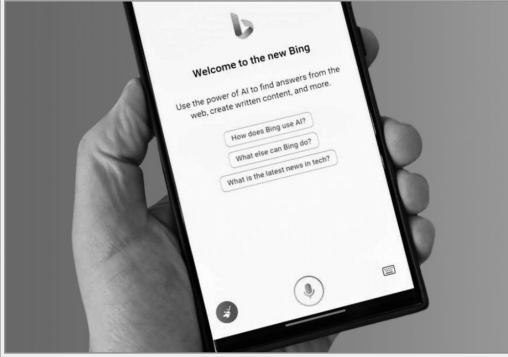 Welcome to the new Bing
Use the power of AI to find answers from the
web, create written content, and more.
How does Bing use AI?
What else can Bing do?
What is the latest news in tech?